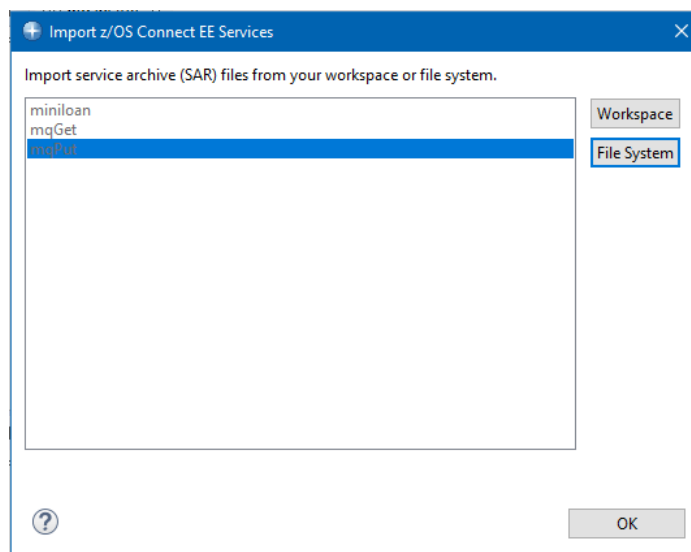 Import z/OS Connect EE Services
Import service archive (SAR) files from your workspace or file system.
miniloan
mqGet
mqPut
Workspace
File System
?
OK